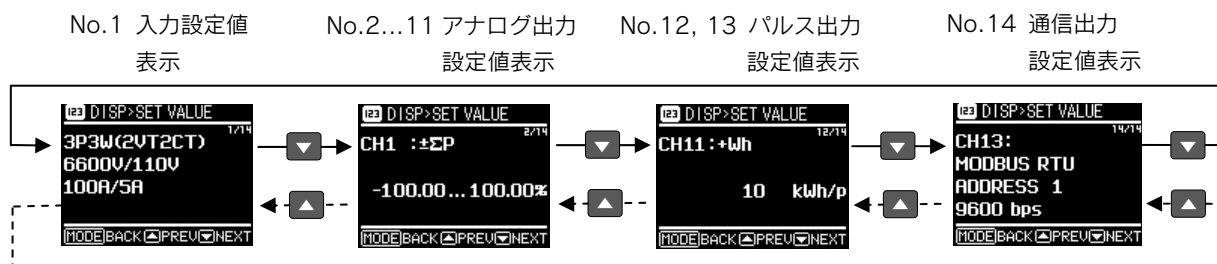 No.1 入力設定値
表示
No.2...11 アナログ出力
設定値表示
No.12, 13 パルス出力
設定値表示
No.14 通信出力
設定値表示
123 DISP>SET VALUE
1/14
3P3W(2VT2CT)
6600V/110V
100A/5A
MODE BACK ▲PREV ▼NEXT
123 DISP>SET VALUE
2/14
CH1 :±ΣP
-100.00...100.00%
MODE BACK ▲PREV ▼NEXT
123 DISP>SET VALUE
12/14
CH11:+Wh
10 kWh/p
MODE BACK ▲PREV ▼NEXT
123 DISP>SET VALUE
14/14
CH13:
MODBUS RTU
ADDRESS 1
9600 bps
MODE BACK ▲PREV ▼NEXT